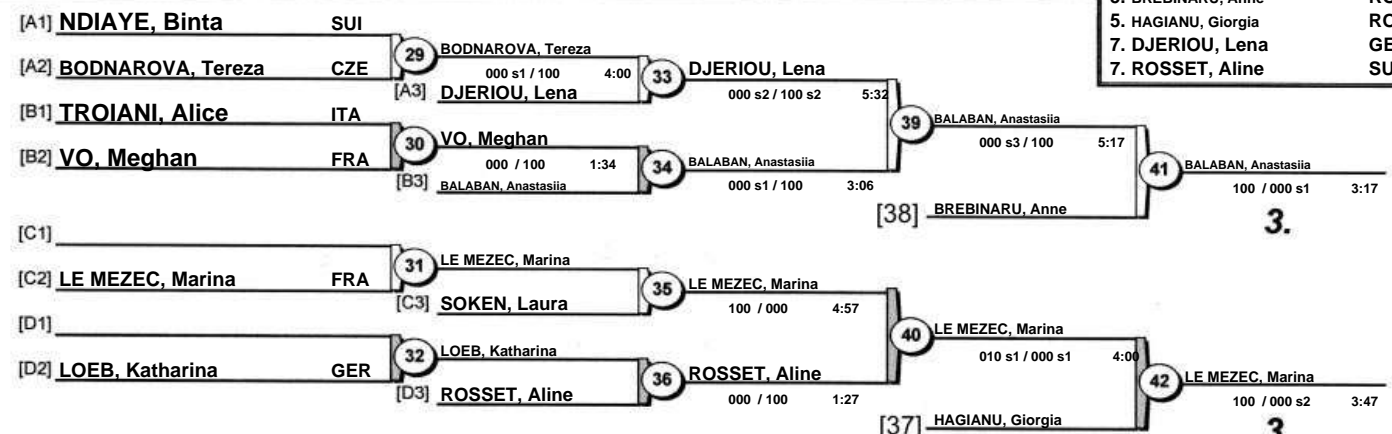 [A1] NDIAYE, Binta SUI
29 BODNAROVA, Tereza
[A2] BODNAROVA, Tereza CZE
000 s1 / 100 4:00
33 DJERIOU, Lena
[A3] DJERIOU, Lena
000 s2 / 100 s2 5:32
[B1] TROIANI, Alice ITA
39 BALABAN, Anastasiia
30 VO, Meghan
000 s3 / 100 5:17
[B2] VO, Meghan FRA
000 / 100 1:34
34 BALABAN, Anastasiia
41 BALABAN, Anastasiia
[B3] BALABAN, Anastasiia
000 s1 / 100 3:06
100 / 000 s1 3:17
[38] BREBINARU, Anne
3.
[C1]
31 LE MEZEC, Marina
[C2] LE MEZEC, Marina FRA
35 LE MEZEC, Marina
[C3] SOKEN, Laura
100 / 000 4:57
[D1]
40 LE MEZEC, Marina
32 LOEB, Katharina
010 s1 / 000 s1 4:00
[D2] LOEB, Katharina GER
36 ROSSET, Aline
42 LE MEZEC, Marina
[D3] ROSSET, Aline
000 / 100 1:27
100 / 000 s2 3:47
[37] HAGIANU, Giorgia
3.
5. HAGIANU, Giorgia RO
7. DJERIOU, Lena GE
7. ROSSET, Aline SU